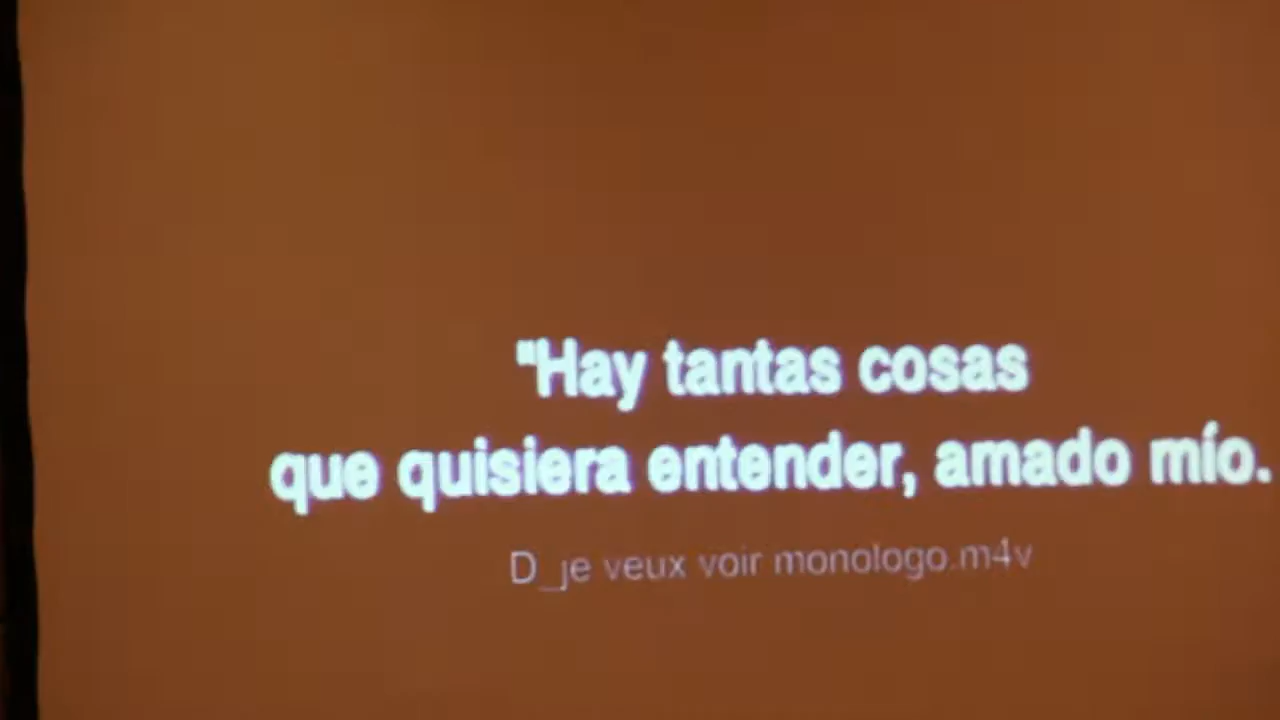 "Hay tantas cosas
que quisiera entender, amado mío.
D_je veux voir monologo.m4v